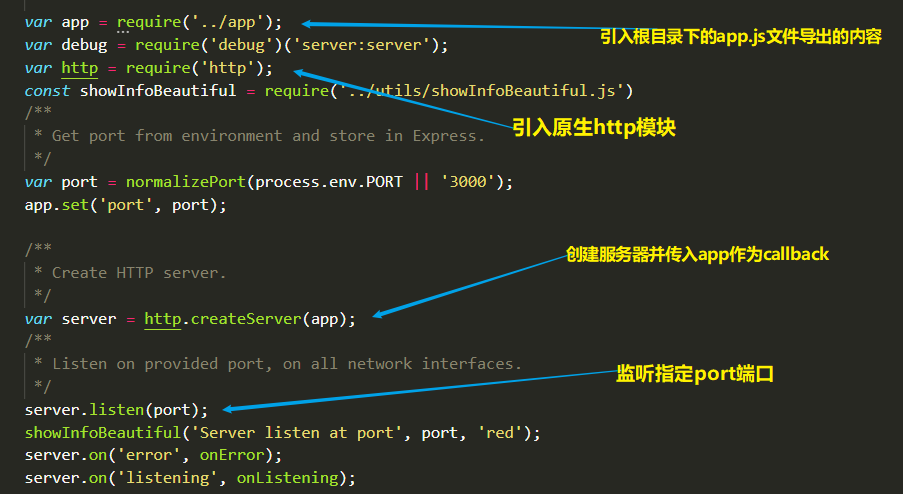 var app = require('../app');
引入根目录下的app.js文件导出的内容
var debug = require('debug')('server:server');
var http = require('http');
const showInfoBeautiful = require('../utils/showInfoBeautiful.js')
/**
引入原生http模块
* Get port from environment and store in Express.
*/
var port = normalizePort(process.env.PORT || '3000');
app.set('port', port);
/**
创建服务器并传入app作为callback
* Create HTTP server.
*/
var server = http.createServer(app);
/**
* Listen on provided port, on all network interfaces.
监听指定port端口
*/
server.listen(port);
showInfoBeautiful('Server listen at port', port, 'red');
server.on('error', onError);
server.on('listening', onListening);